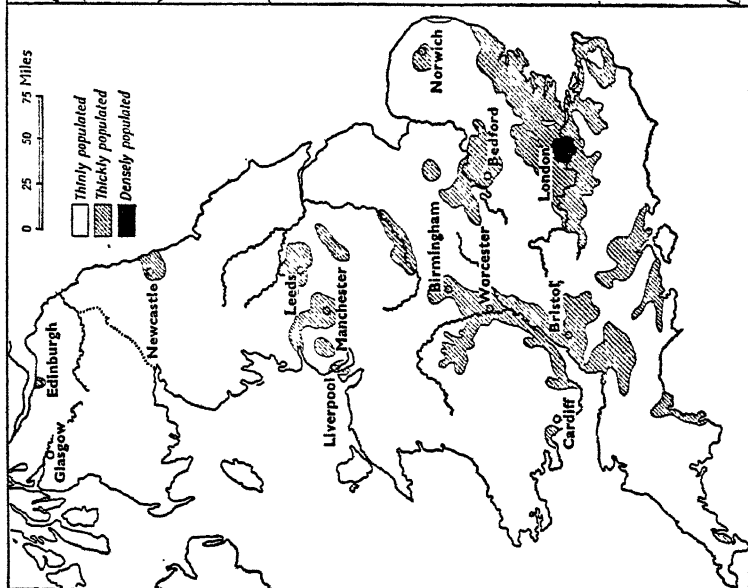 0 25 50 75 Miles
Thinly populated
Thickly populated
Densely populated
Glasgow
Edinburgh
Newcastle
Leeds
Manchester
Liverpool
Birmingham
Worcester
Norwich
Bedford
London
Bristol
Cardiff